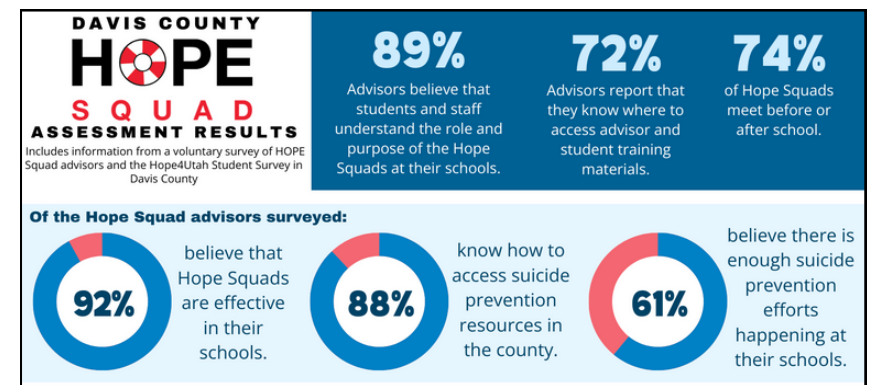 DAVIS COUNTY
HOPE
SQUAD
ASSESSMENT RESULTS
Includes information from a voluntary survey of HOPE
Squad advisors and the Hope4Utah Student Survey in
Davis County
89%
Advisors believe that
students and staff
understand the role and
purpose of the Hope
Squads at their schools.
72%
Advisors report that
they know where to
access advisor and
student training
materials.
74%
of Hope Squads
meet before or
after school.
Of the Hope Squad advisors surveyed:
92%
believe that
Hope Squads
are effective
in their
schools.
88%
know how to
access suicide
prevention
resources in
the county.
61%
believe there is
enough suicide
prevention
efforts
happening at
their schools.